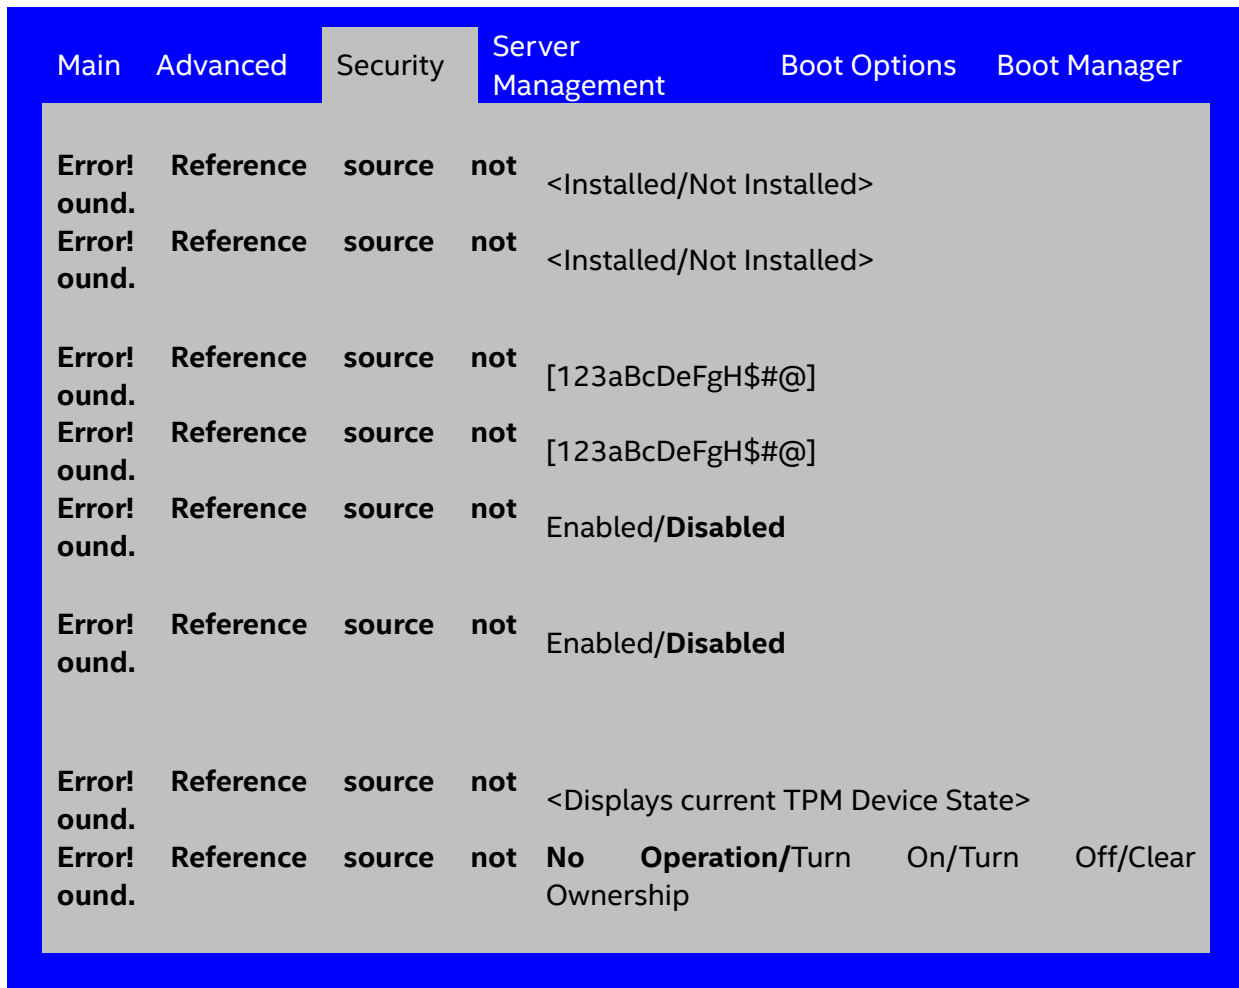 Main Advanced Security Server Management Boot Options Boot Manager
Error! Reference source not
ound.
<Installed/Not Installed>
Error! Reference source not
ound.
<Installed/Not Installed>
Error! Reference source not
ound.
[123aBcDeFgH$#@]
Error! Reference source not
ound.
[123aBcDeFgH$#@]
Error! Reference source not
ound.
Enabled/Disabled
Error! Reference source not
ound.
Enabled/Disabled
Error! Reference source not
ound.
<Displays current TPM Device State>
Error! Reference source not
ound.
No Operation/Turn On/Turn Off/Clear
Ownership